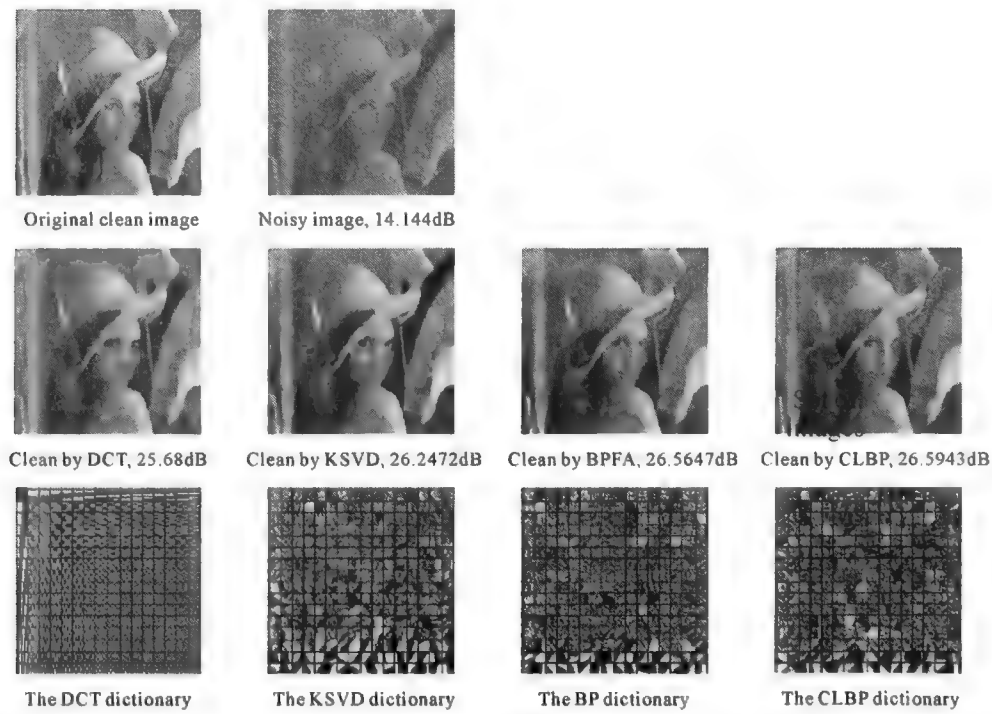 Original clean image
Noisy image, 14.144dB
Clean by DCT, 25.68dB
Clean by KSVD, 26.2472dB
Clean by BPFA, 26.5647dB
Clean by CLBP, 26.5943dB
The DCT dictionary
The KSVD dictionary
The BP dictionary
The CLBP dictionary